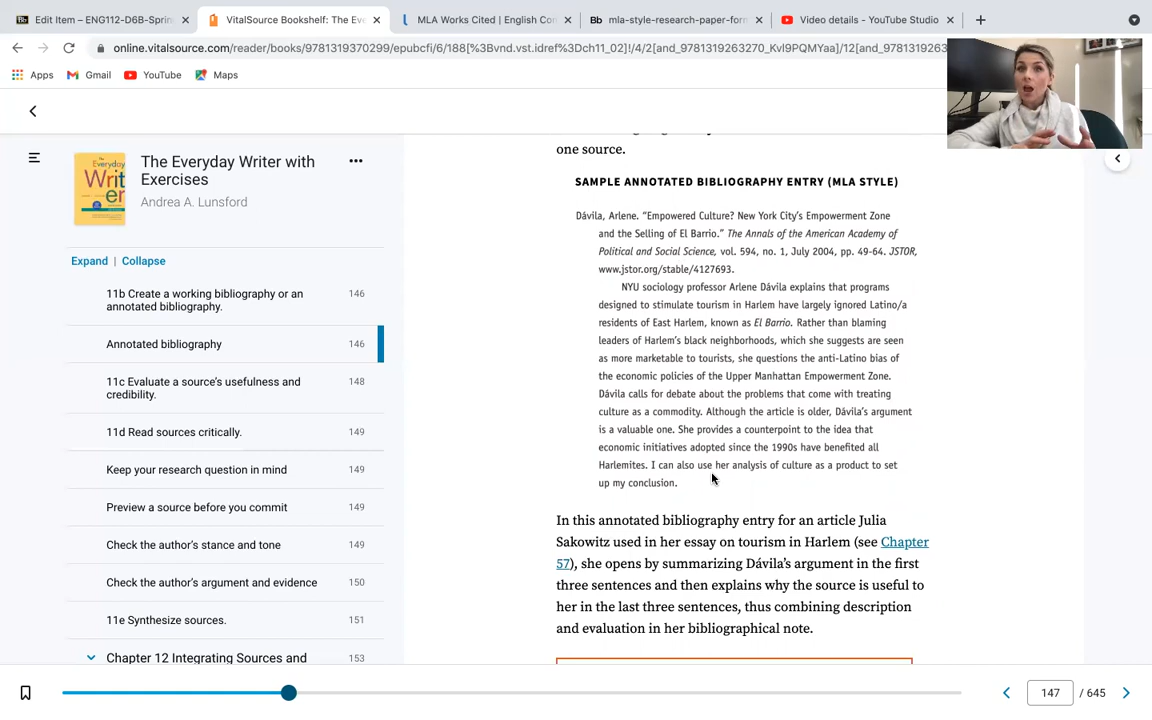 Edit Item – ENG112-D6B-Sprin
VitalSource Bookshelf: The Eve
MLA Works Cited | English Con
Bb
mla-style-research-paper-form
Video details - YouTube Studio
online.vitalsource.com/reader/books/9781319370299/epubcfi/6/188[%3Bvnd.vst.idref%3Dch11_02]!/4/2[and_9781319263270_Kvl9PQMYaa]/12[and_9781319263
Apps
Gmail
YouTube
Maps
The Everyday Writer with
Exercises
Andrea A. Lunsford
Expand | Collapse
11b Create a working bibliography or an
annotated bibliography.
146
Annotated bibliography
146
11c Evaluate a source's usefulness and
credibility.
148
11d Read sources critically.
149
Keep your research question in mind
149
Preview a source before you commit
149
Check the author's stance and tone
149
Check the author's argument and evidence
150
11e Synthesize sources.
151
Chapter 12 Integrating Sources and
153
one source.
SAMPLE ANNOTATED BIBLIOGRAPHY ENTRY (MLA STYLE)
Dávila, Arlene. "Empowered Culture? New York City's Empowerment Zone
and the Selling of El Barrio." The Annals of the American Academy of
Political and Social Science, vol. 594, no. 1, July 2004, pp. 49-64. JSTOR,
www.jstor.org/stable/4127693.
NYU sociology professor Arlene Dávila explains that programs
designed to stimulate tourism in Harlem have largely ignored Latino/a
residents of East Harlem, known as El Barrio. Rather than blaming
leaders of Harlem's black neighborhoods, which she suggests are seen
as more marketable to tourists, she questions the anti-Latino bias of
the economic policies of the Upper Manhattan Empowerment Zone.
Dávila calls for debate about the problems that come with treating
culture as a commodity. Although the article is older, Dávila's argument
is a valuable one. She provides a counterpoint to the idea that
economic initiatives adopted since the 1990s have benefited all
Harlemites. I can also use her analysis of culture as a product to set
up my conclusion.
In this annotated bibliography entry for an article Julia
Sakowitz used in her essay on tourism in Harlem (see Chapter
57), she opens by summarizing Dávila's argument in the first
three sentences and then explains why the source is useful to
her in the last three sentences, thus combining description
and evaluation in her bibliographical note.
147 / 645